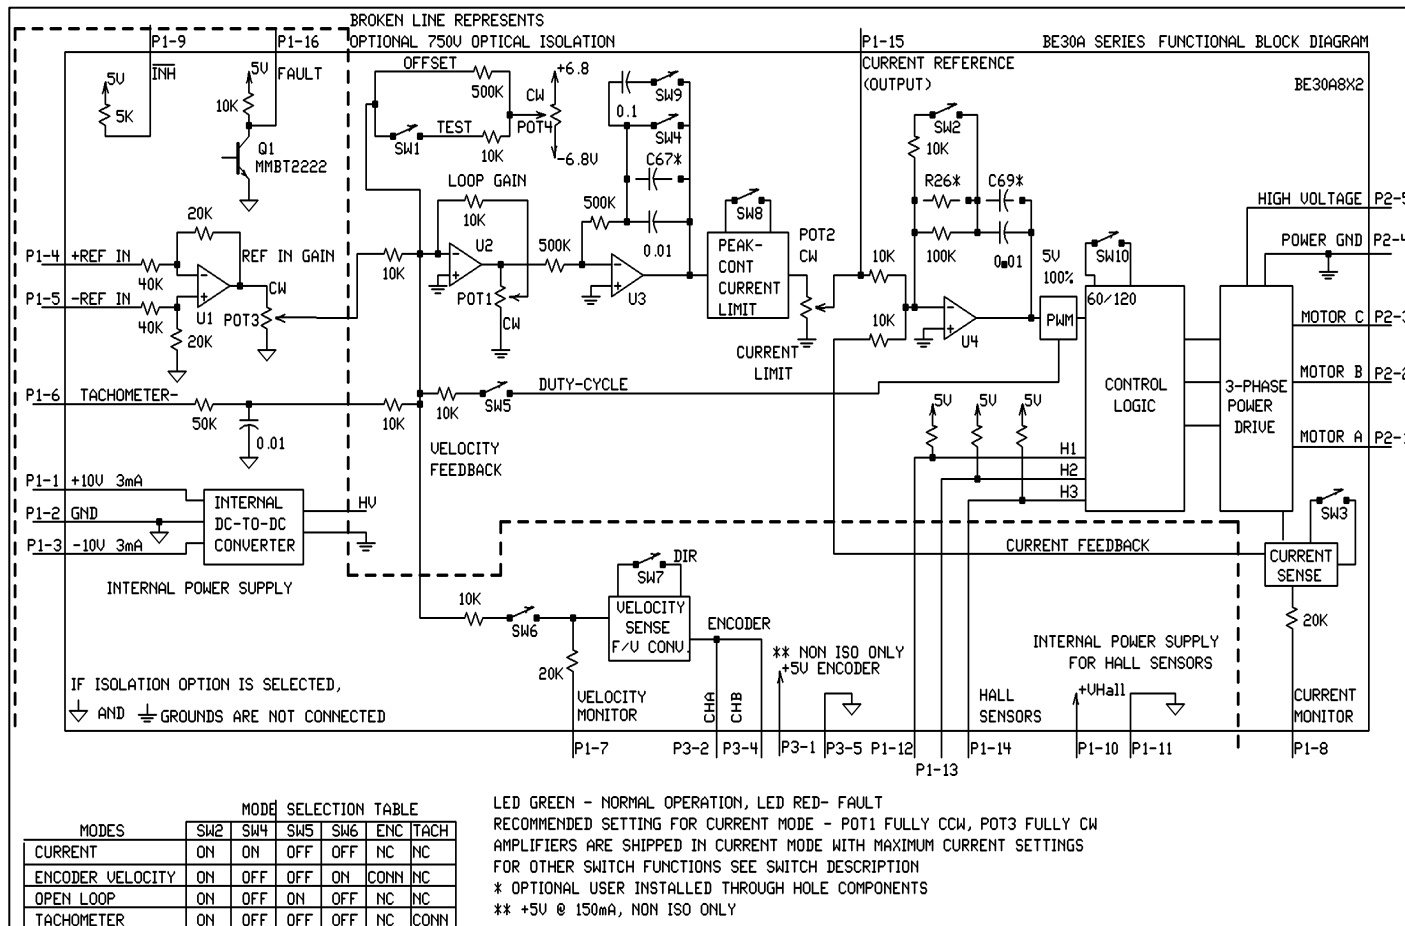 BROKEN LINE REPRESENTS
OPTIONAL 750V OPTICAL ISOLATION
BE30A SERIES FUNCTIONAL BLOCK DIAGRAM
BE30A8X2
P1-9
INH
5V
5K
P1-16
FAULT
5V
10K
Q1
MMBT2222
OFFSET
500K
TEST
SW1
10K
CW
POT4
+6.8
-6.8V
0.1
SW9
SW4
C67*
0.01
P1-15
CURRENT REFERENCE
(OUTPUT)
SW2
10K
R26*
C69*
100K
0.01
HIGH VOLTAGE P2-5
POWER GND P2-4
MOTOR C P2-3
MOTOR B P2-2
MOTOR A P2-1
P1-4 +REF IN
P1-5 -REF IN
40K
40K
20K
20K
U1
REF IN GAIN
CW
POT3
LOOP GAIN
10K
10K
U2
POT1
CW
500K
500K
U3
SW8
PEAK-
CONT
CURRENT
LIMIT
POT2
CW
CURRENT
LIMIT
10K
10K
U4
5V
100%
PWM
SW10
60/120
CONTROL
LOGIC
3-PHASE
POWER
DRIVE
P1-6 TACHOMETER-
50K
0.01
10K
10K
SW5
DUTY-CYCLE
VELOCITY
FEEDBACK
5V
5V
5V
H1
H2
H3
P1-1 +10V 3mA
P1-2 GND
P1-3 -10V 3mA
INTERNAL
DC-TO-DC
CONVERTER
HV
INTERNAL POWER SUPPLY
CURRENT FEEDBACK
SW3
CURRENT
SENSE
20K
10K
SW6
SW7
DIR
VELOCITY
SENSE
F/V CONV.
ENCODER
20K
VELOCITY
MONITOR
CHA
CHB
** NON ISO ONLY
+5V ENCODER
INTERNAL POWER SUPPLY
FOR HALL SENSORS
+VHall
HALL
SENSORS
CURRENT
MONITOR
IF ISOLATION OPTION IS SELECTED,
AND GROUNDS ARE NOT CONNECTED
P1-7
P3-2
P3-4
P3-1
P3-5
P1-12
P1-13
P1-14
P1-10
P1-11
P1-8
MODE SELECTION TABLE
MODES SW2 SW4 SW5 SW6 ENC TACH
CURRENT ON ON OFF OFF NC NC
ENCODER VELOCITY ON OFF OFF ON CONN NC
OPEN LOOP ON OFF ON OFF NC NC
TACHOMETER ON OFF OFF OFF NC CONN
LED GREEN - NORMAL OPERATION, LED RED- FAULT
RECOMMENDED SETTING FOR CURRENT MODE - POT1 FULLY CCW, POT3 FULLY CW
AMPLIFIERS ARE SHIPPED IN CURRENT MODE WITH MAXIMUM CURRENT SETTINGS
FOR OTHER SWITCH FUNCTIONS SEE SWITCH DESCRIPTION
* OPTIONAL USER INSTALLED THROUGH HOLE COMPONENTS
** +5V @ 150mA, NON ISO ONLY